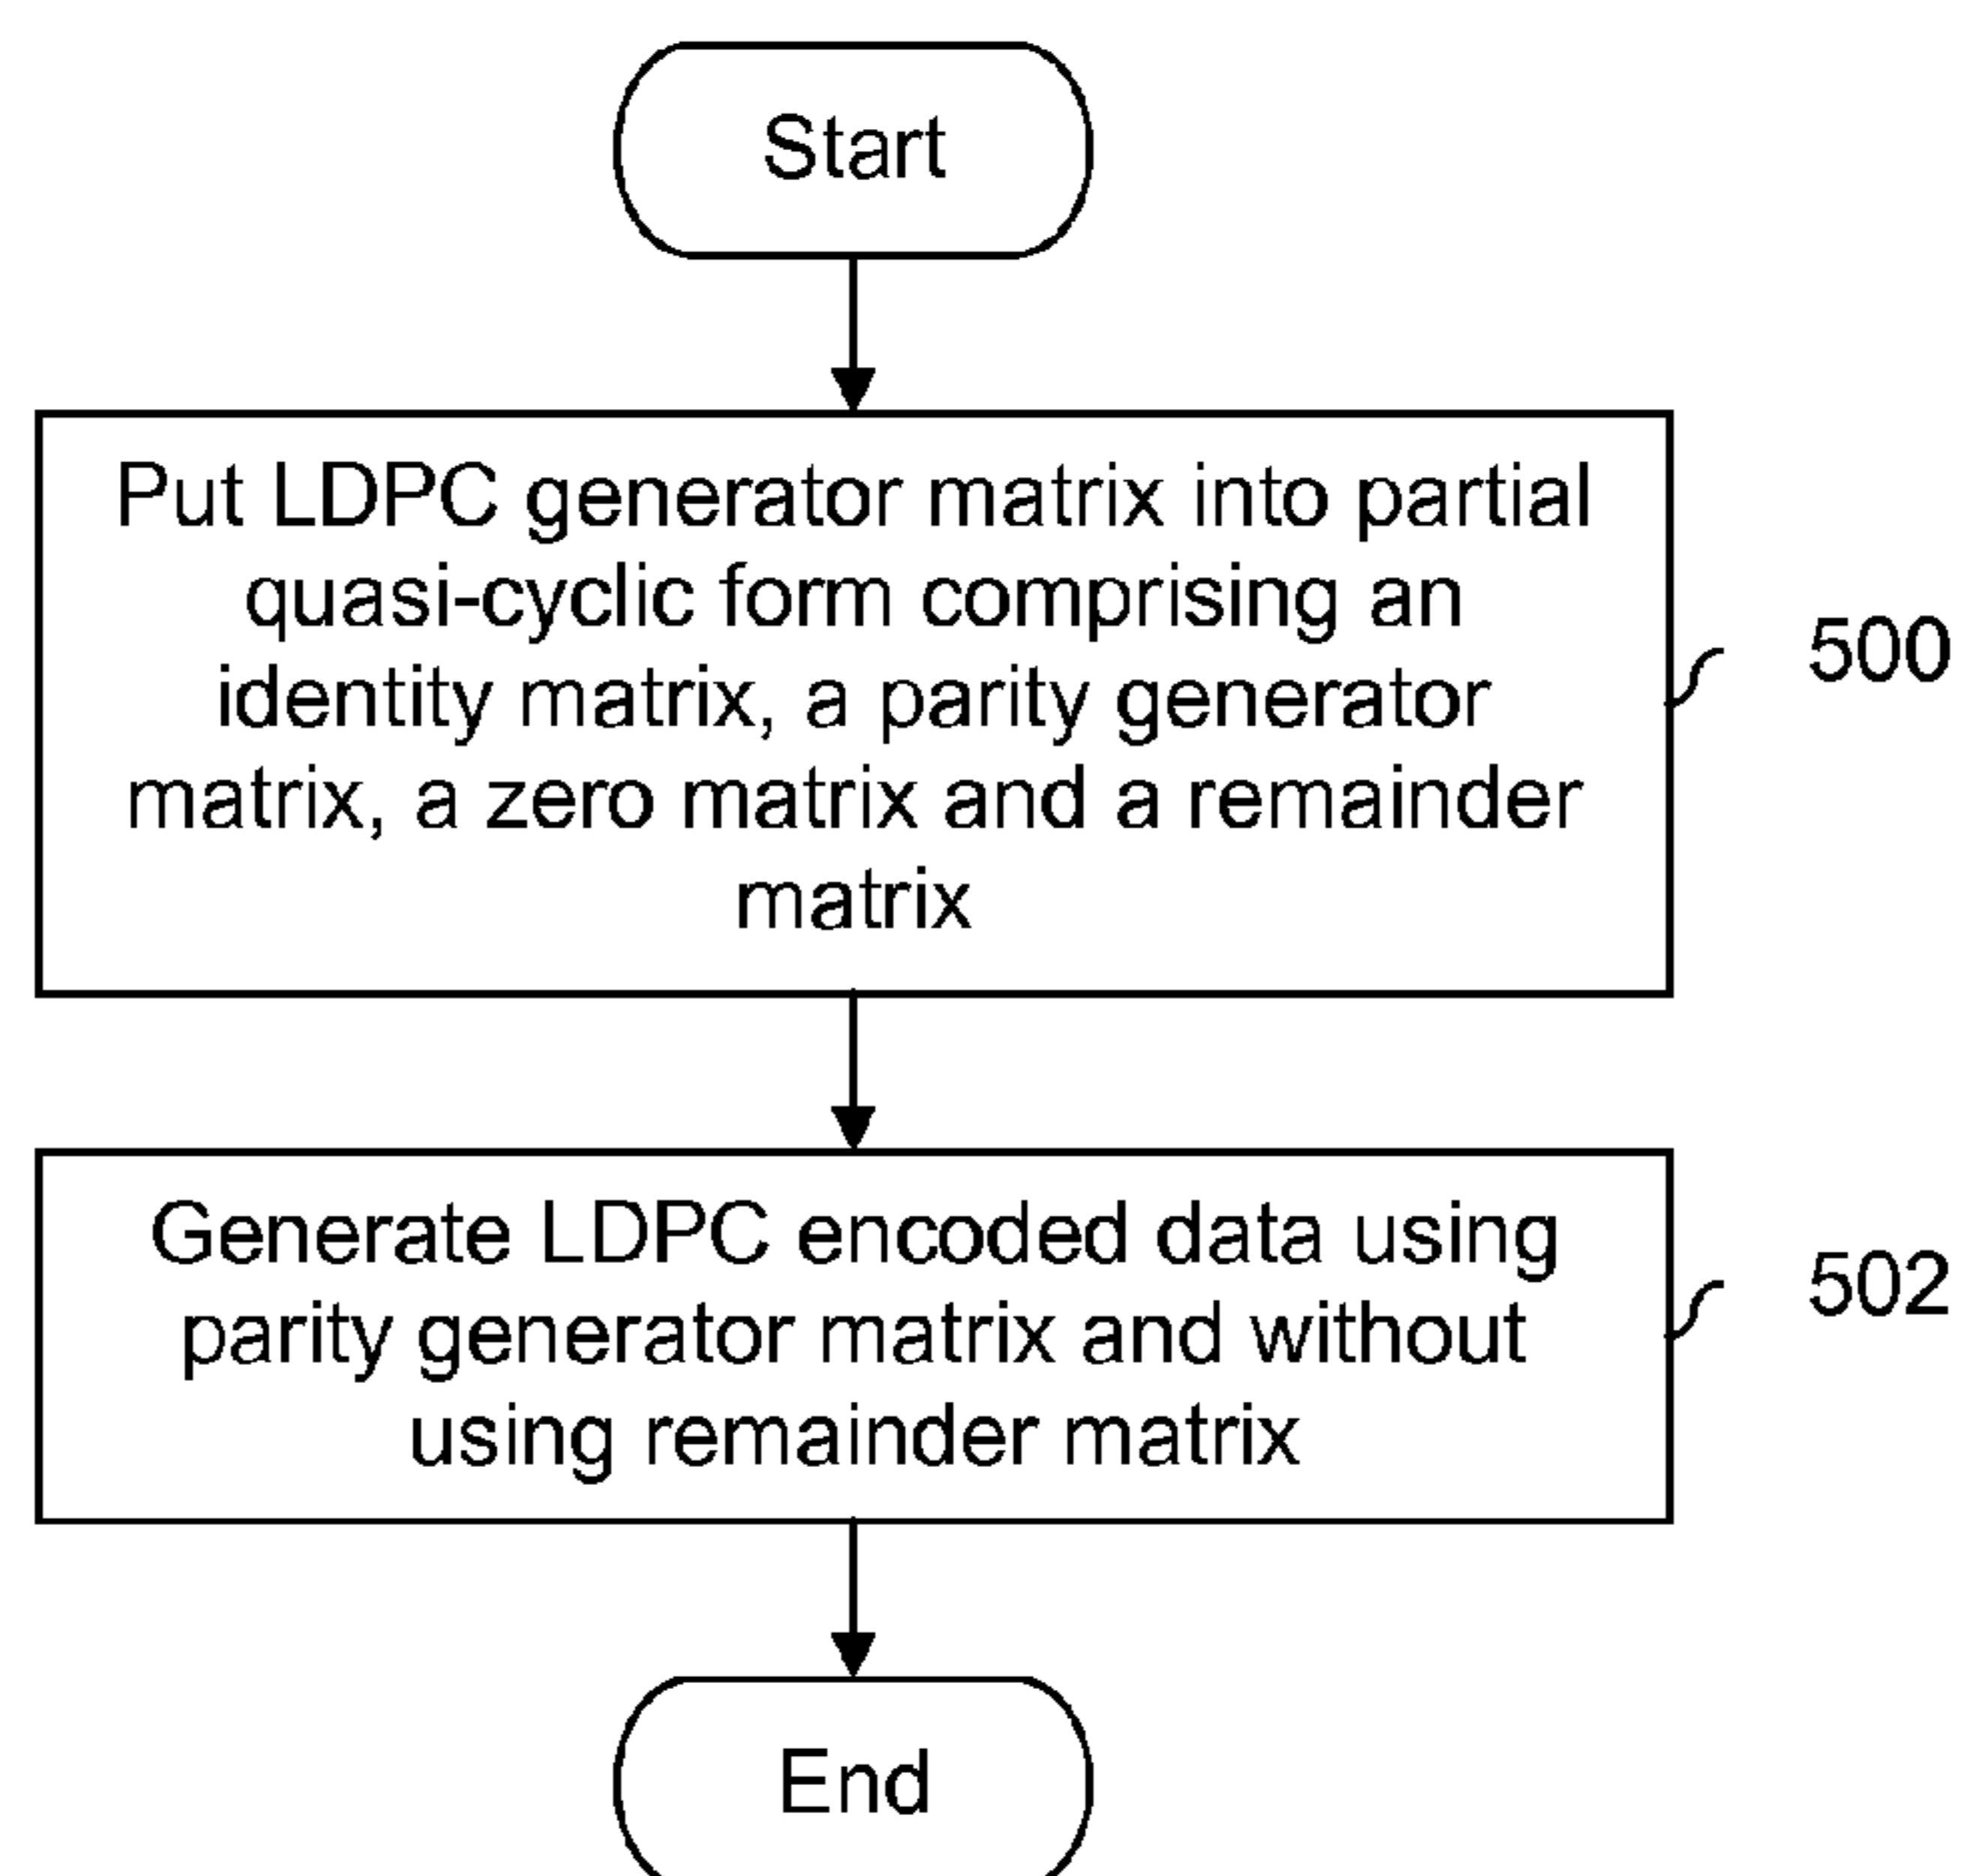 Start
Put LDPC generator matrix into partial
quasi-cyclic form comprising an
identity matrix, a parity generator
matrix, a zero matrix and a remainder
matrix
500
Generate LDPC encoded data using
parity generator matrix and without
using remainder matrix
502
End